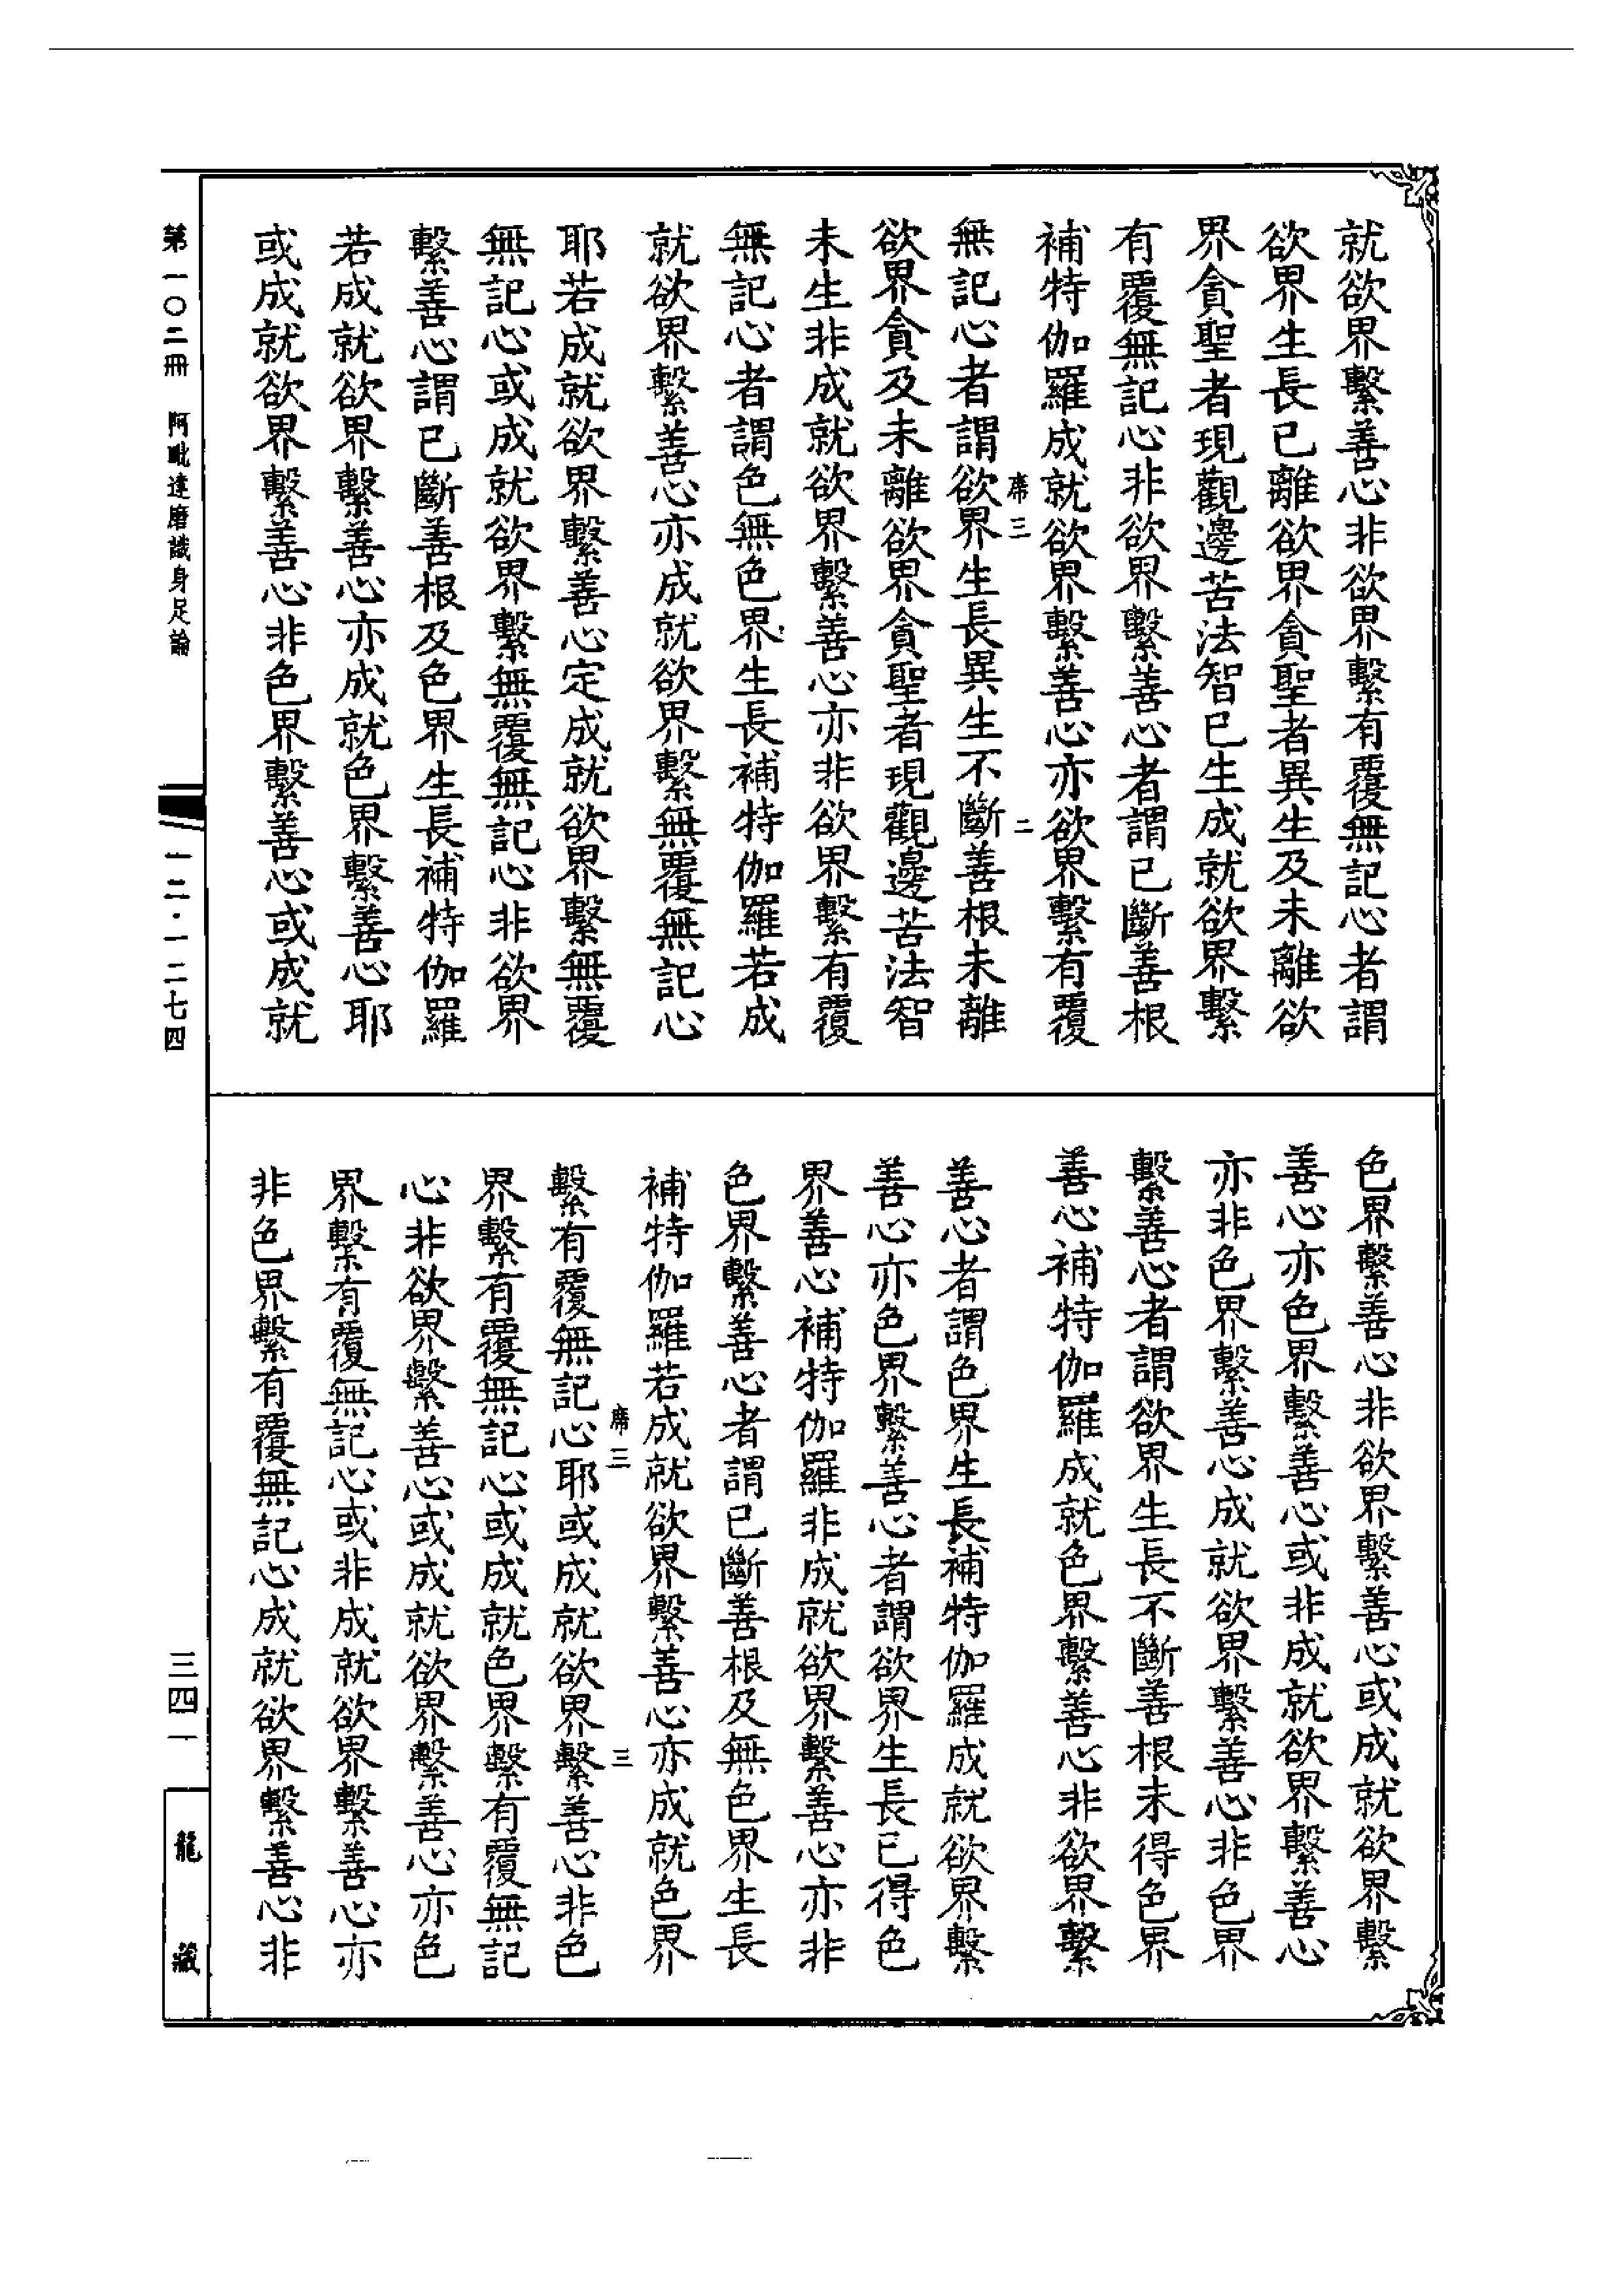 就欲界繫善心非欲界繫有覆無記心者謂
欲界生長已離欲界貪聖者異生及未離欲
界貪聖者現觀邊苦法智已生成就欲界繫
有覆無記心非欲界繫善心者謂已斷善根
補特伽羅成就欲界繫善心亦欲界繫有覆
席三 二
無記心者謂欲界生長異生不斷善根未離
欲界貪及未離欲界貪聖者現觀邊苦法智
未生非成就欲界繫善心亦非欲界繫有覆
無記心者謂色無色界生長補特伽羅若成
就欲界繫善心亦成就欲界繫無覆無記心
耶若成就欲界繫善心定成就欲界繫無覆
無記心或成就欲界繫無覆無記心非欲界
繫善心謂已斷善根及色界生長補特伽羅
若成就欲界繫善心亦成就色界繫善心耶
或成就欲界繫善心非色界繫善心或成就
色界繫善心非欲界繫善心或成就欲界繫
善心亦色界繫善心或非成就欲界繫善心
亦非色界繫善心成就欲界繫善心非色界
繫善心者謂欲界生長不斷善根未得色界
善心補特伽羅成就色界繫善心非欲界繫
善心者謂色界生長補特伽羅成就欲界繫
善心亦色界繫善心者謂欲界生長已得色
界善心補特伽羅非成就欲界繫善心亦非
色界繫善心者謂已斷善根及無色界生長
補特伽羅若成就欲界繫善心亦成就色界
席三 三
繫有覆無記心耶或成就欲界繫善心非色
界繫有覆無記心或成就色界繫有覆無記
心非欲界繫善心或成就欲界繫善心亦色
界繫有覆無記心或非成就欲界繫善心亦
非色界繫有覆無記心成就欲界繫善心非
第一〇二冊 阿毗達磨識身足論 一二·一二七四 三四一 龍藏